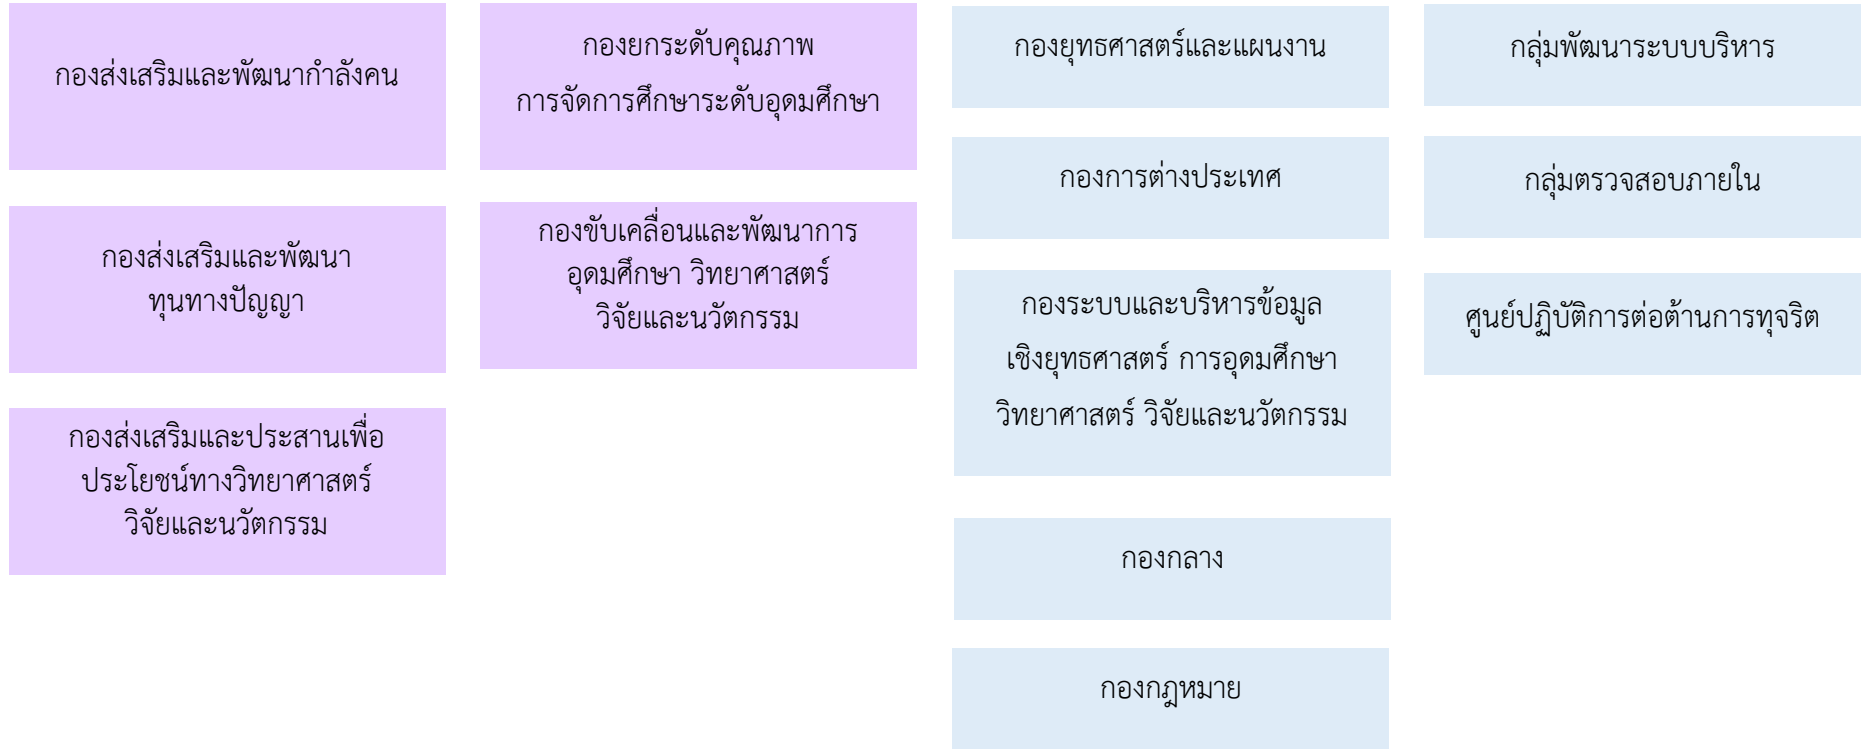 กองส่งเสริมและพัฒนากำลังคน
กองส่งเสริมและพัฒนา
ทุนทางปัญญา
กองส่งเสริมและประสานเพื่อ
ประโยชน์ทางวิทยาศาสตร์
วิจัยและนวัตกรรม
กองยกระดับคุณภาพ
การจัดการศึกษาระดับอุดมศึกษา
กองขับเคลื่อนและพัฒนาการ
อุดมศึกษา วิทยาศาสตร์
วิจัยและนวัตกรรม
กองยุทธศาสตร์และแผนงาน
กองการต่างประเทศ
กองระบบและบริหารข้อมูล
เชิงยุทธศาสตร์ การอุดมศึกษา
วิทยาศาสตร์ วิจัยและนวัตกรรม
กองกลาง
กองกฎหมาย
กลุ่มพัฒนาระบบบริหาร
กลุ่มตรวจสอบภายใน
ศูนย์ปฏิบัติการต่อต้านการทุจริต